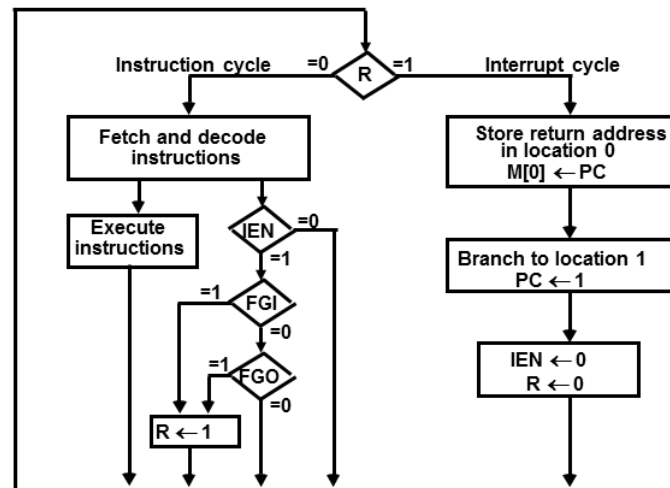 Instruction cycle
=0
R
=1
Interrupt cycle
Fetch and decode
instructions
Store return address
in location 0
M[0] ← PC
Execute
instructions
IEN
=0
=1
Branch to location 1
PC ← 1
=1
FGI
=0
IEN ← 0
R ← 0
=1
FGO
=0
R ← 1